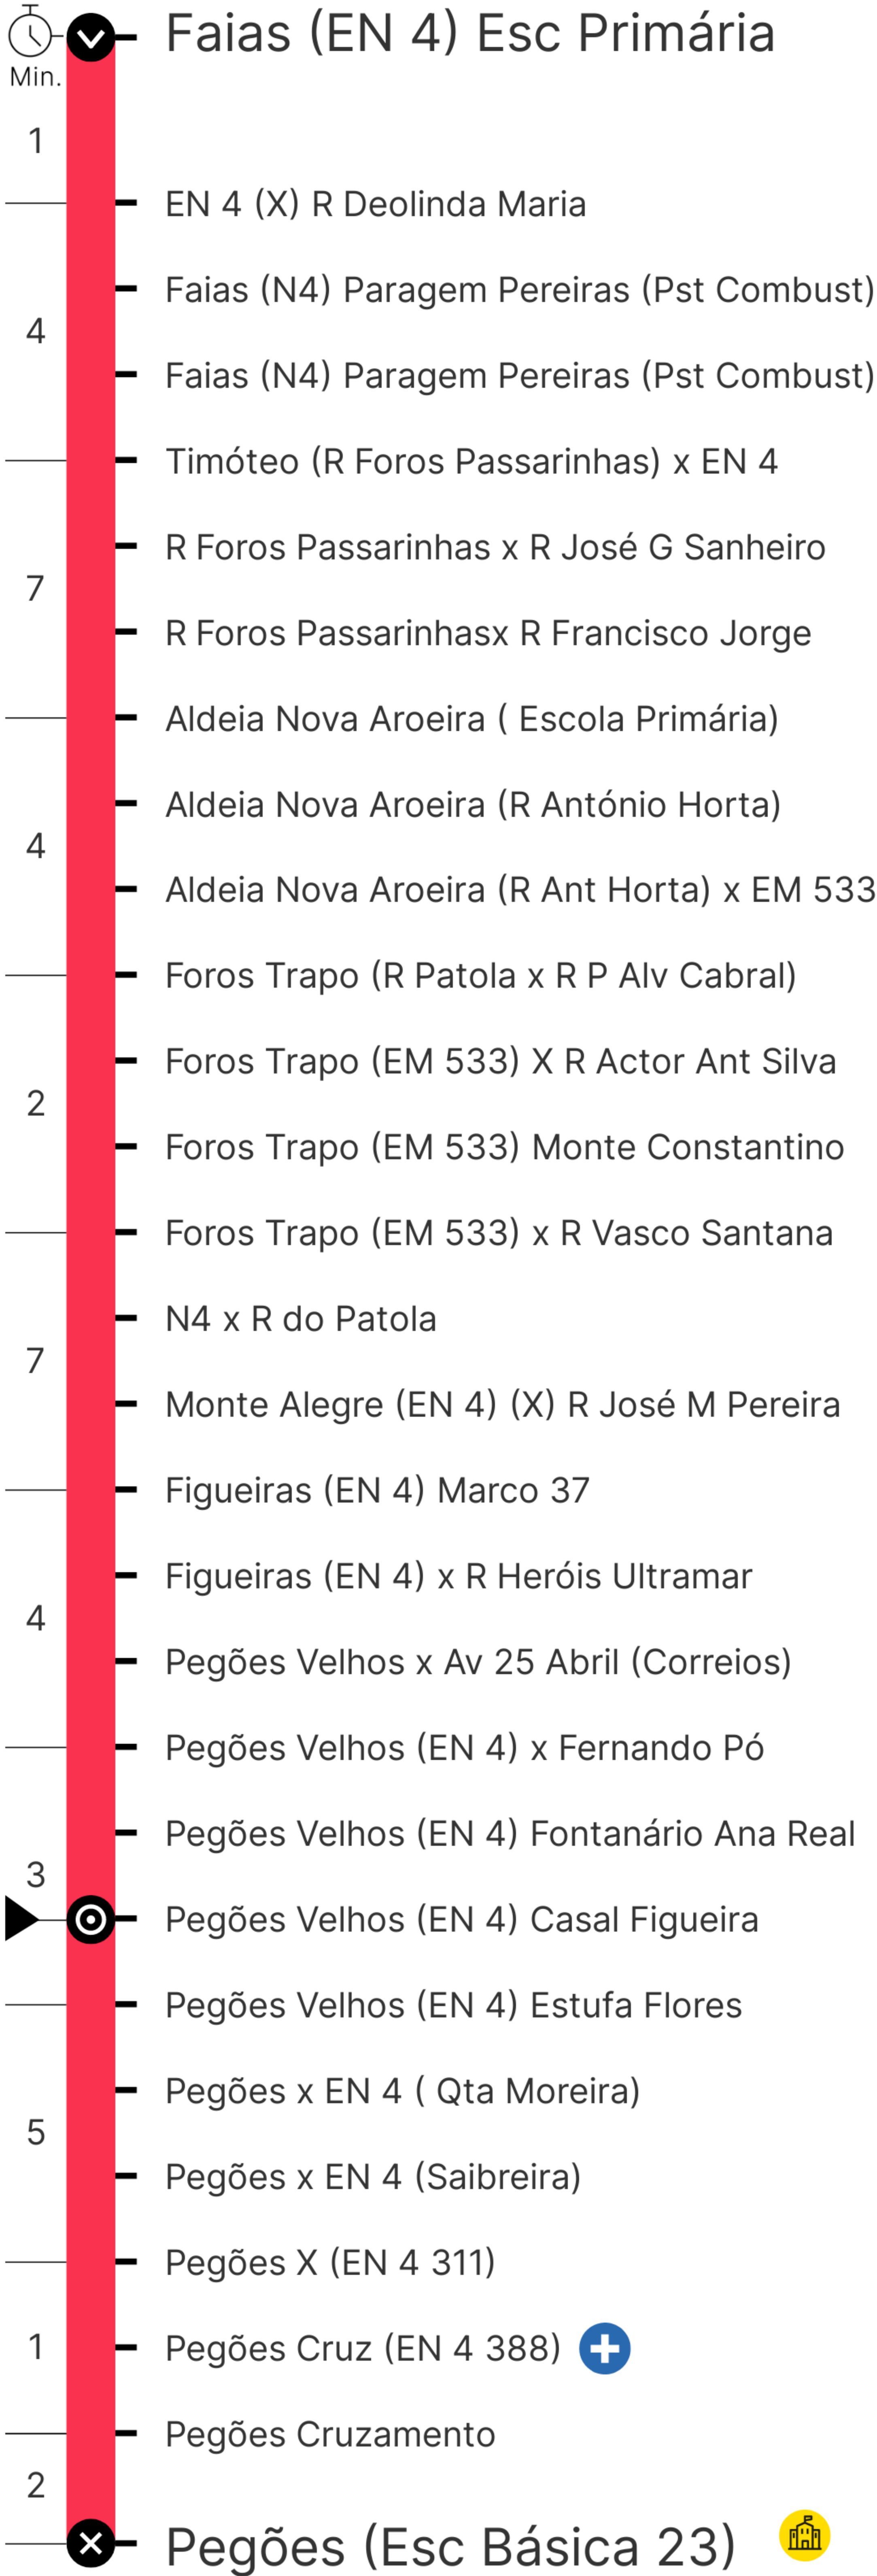 Faias (EN 4) Esc Primária
Min.
1
EN 4 (X) R Deolinda Maria
Faias (N4) Paragem Pereiras (Pst Combust)
4
Faias (N4) Paragem Pereiras (Pst Combust)
Timóteo (R Foros Passarinhas) x EN 4
R Foros Passarinhas x R José G Sanheiro
7
R Foros Passarinhasx R Francisco Jorge
Aldeia Nova Aroeira ( Escola Primária)
Aldeia Nova Aroeira (R António Horta)
4
Aldeia Nova Aroeira (R Ant Horta) x EM 533
Foros Trapo (R Patola x R P Alv Cabral)
Foros Trapo (EM 533) X R Actor Ant Silva
2
Foros Trapo (EM 533) Monte Constantino
Foros Trapo (EM 533) x R Vasco Santana
N4 x R do Patola
7
Monte Alegre (EN 4) (X) R José M Pereira
Figueiras (EN 4) Marco 37
Figueiras (EN 4) x R Heróis Ultramar
4
Pegões Velhos x Av 25 Abril (Correios)
Pegões Velhos (EN 4) x Fernando Pó
Pegões Velhos (EN 4) Fontanário Ana Real
3
Pegões Velhos (EN 4) Casal Figueira
Pegões Velhos (EN 4) Estufa Flores
Pegões x EN 4 ( Qta Moreira)
5
Pegões x EN 4 (Saibreira)
Pegões X (EN 4 311)
1
Pegões Cruz (EN 4 388)
Pegões Cruzamento
2
Pegões (Esc Básica 23)